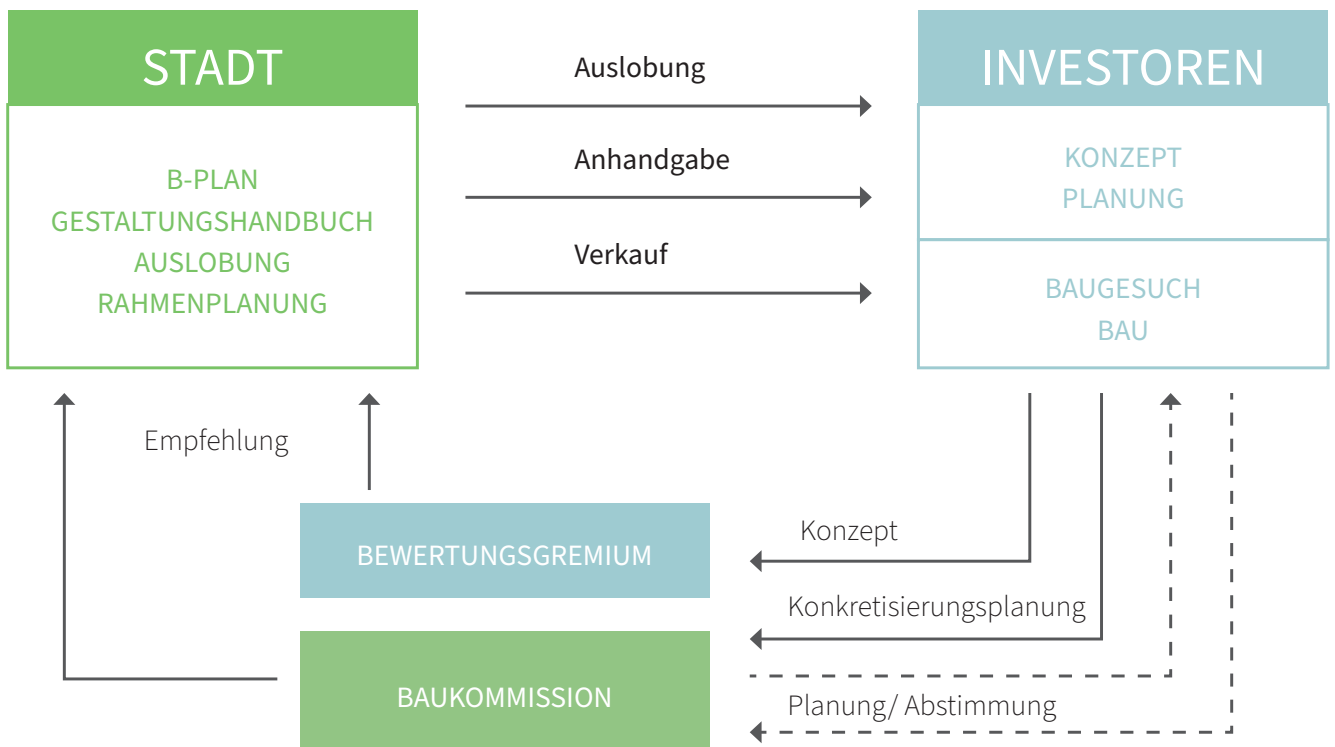 STADT
B-PLAN
GESTALTUNGSHANDBUCH
AUSLOBUNG
RAHMENPLANUNG
Auslobung
Anhandgabe
Verkauf
INVESTOREN
KONZEPT
PLANUNG
BAUGESUCH
BAU
Empfehlung
BEWERTUNGSGREMIUM
BAUKOMMISSION
Konzept
Konkretisierungsplanung
Planung/ Abstimmung